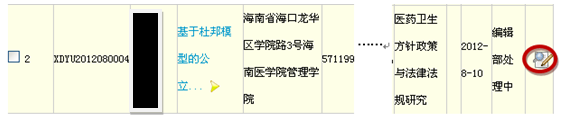 2
XDYU2012080004
基于杜邦模
型的公
立...
海南省海口龙华
区学院路3号海
南医学院管理学
院
571199
……
医药卫生
方针政策
与法律法
规研究
2012-
8-10
编辑
部处
理中